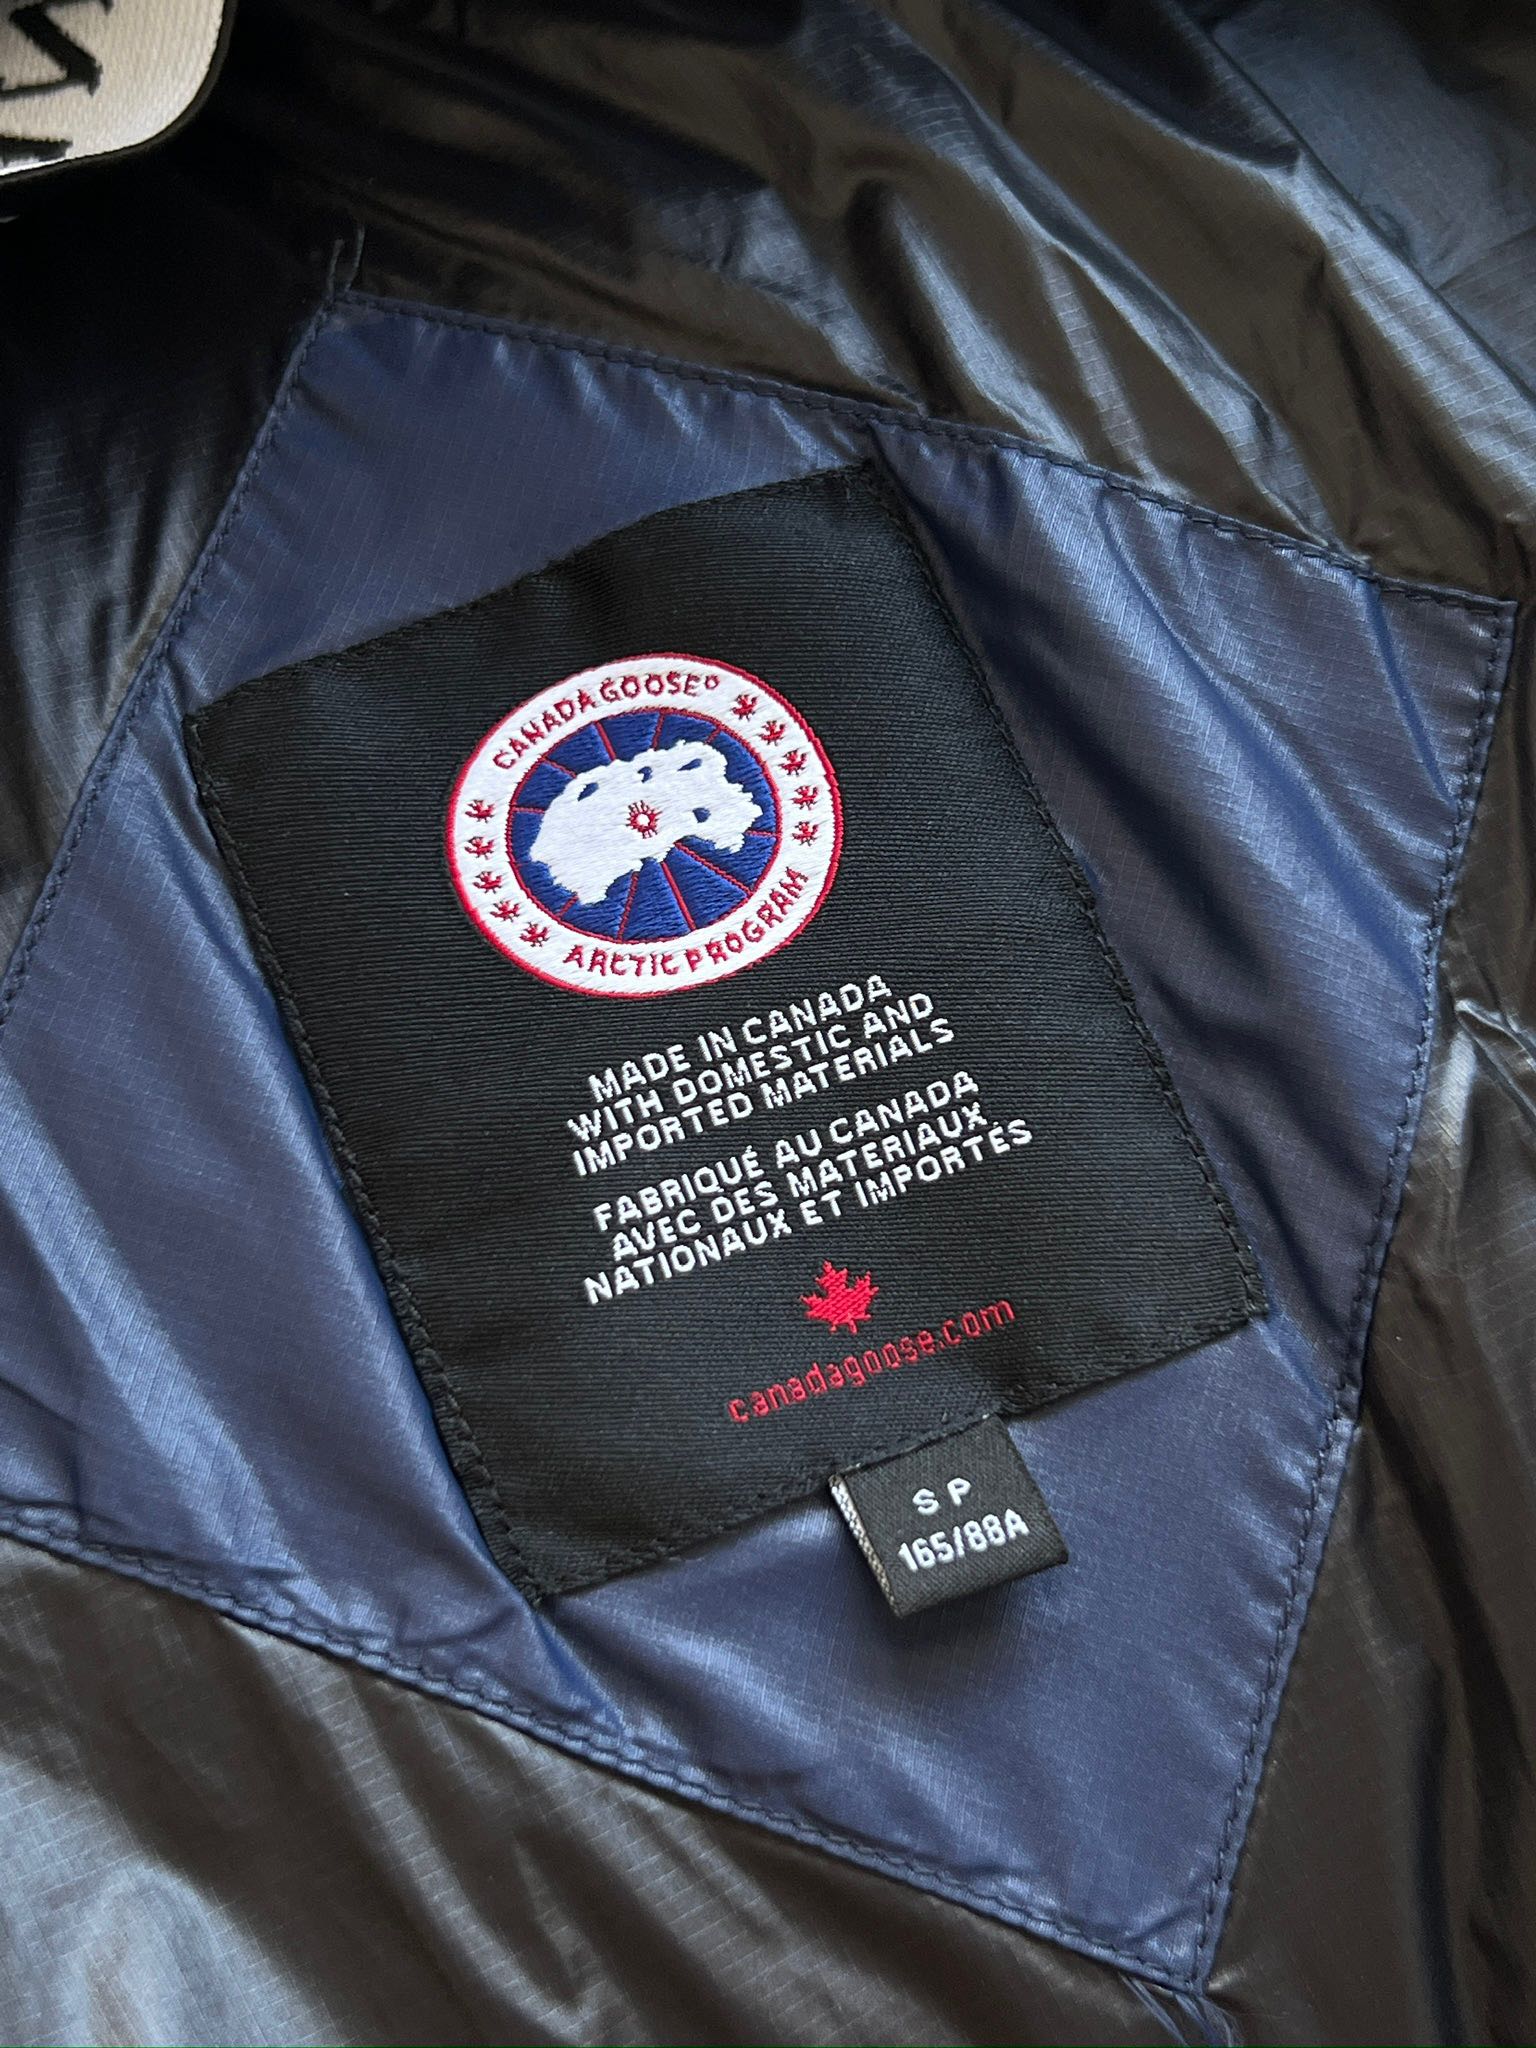 CANADA GOOSE®
ARCTIC PROGRAM
MADE IN CANADA
WITH DOMESTIC AND
IMPORTED MATERIALS
FABRIQUÉ AU CANADA
AVEC DES MATERIAUX
NATIONAUX ET IMPORTÉS
canadagoose.com
S P
165/88A